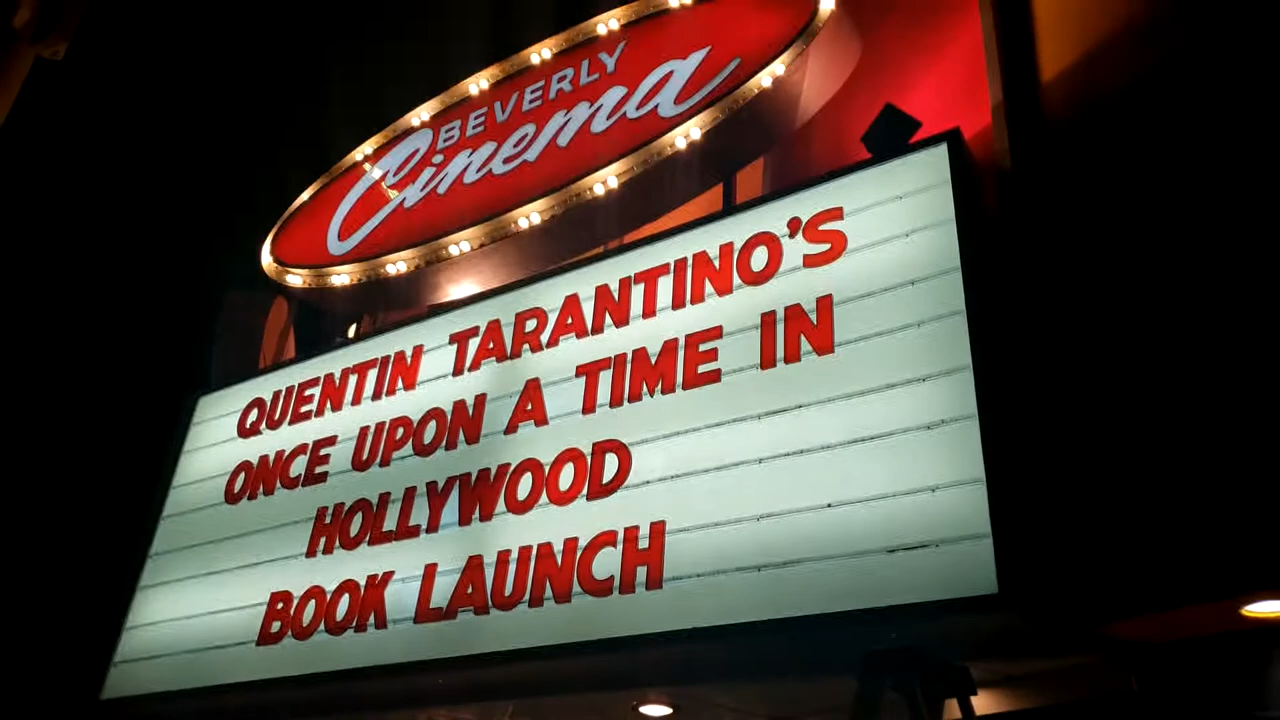 BEVERLY
Cinema
QUENTIN TARANTINO'S
ONCE UPON A TIME IN
HOLLYWOOD
BOOK LAUNCH